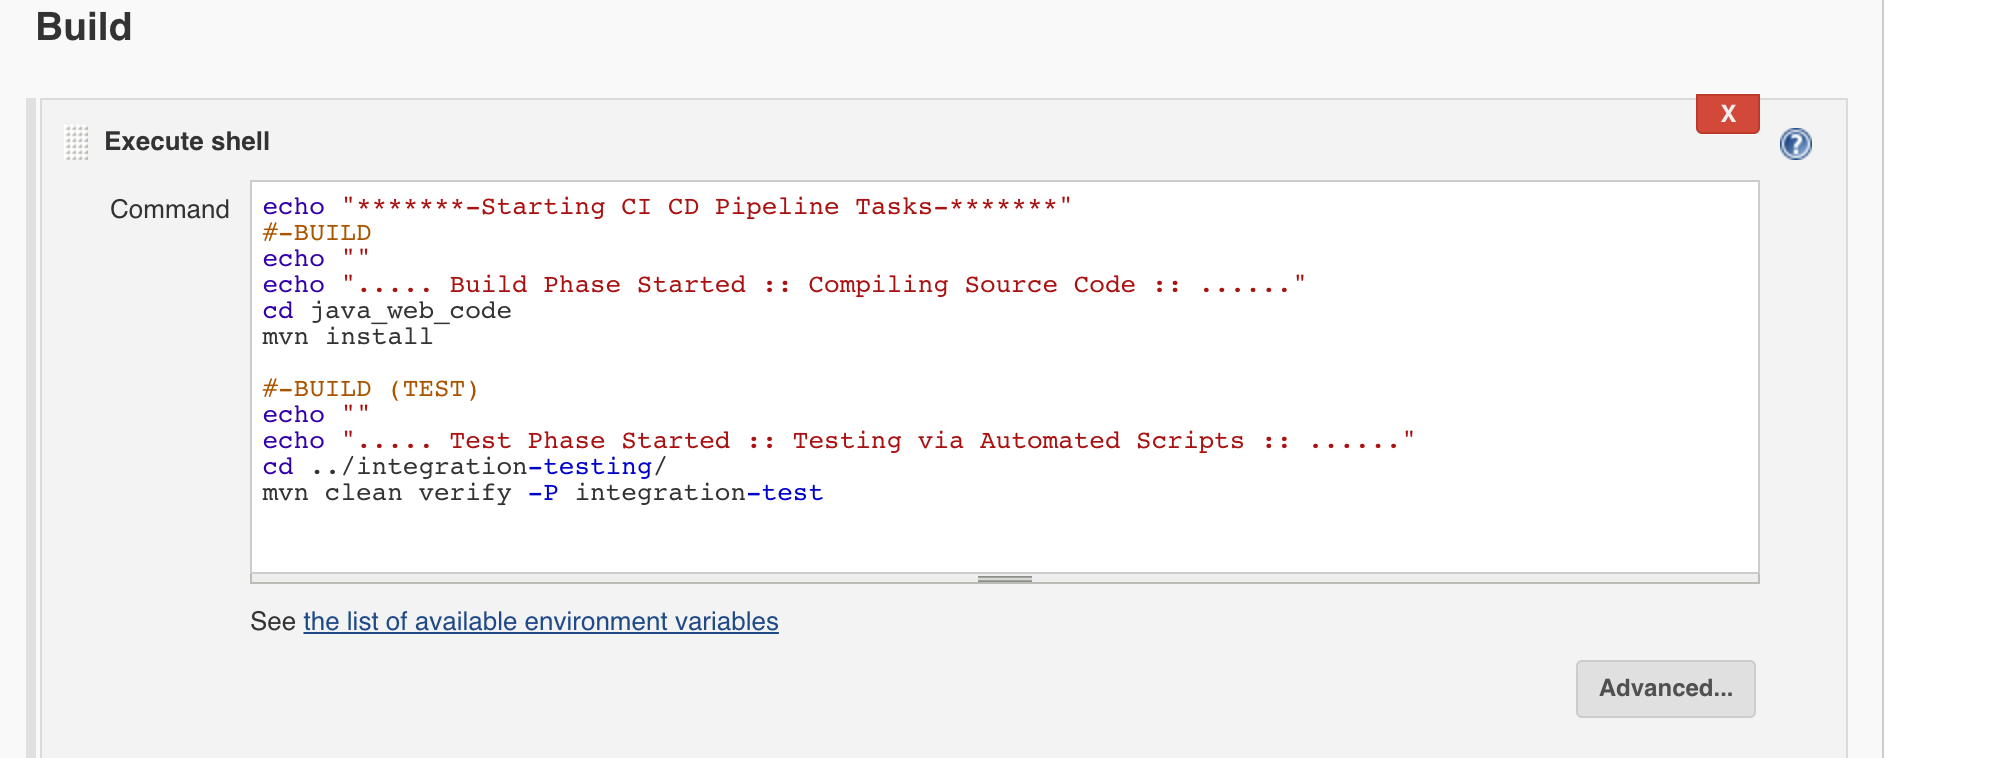 Build
X
Execute shell
?
Command
echo "*******-Starting CI CD Pipeline Tasks-*******"
#-BUILD
echo ""
echo "..... Build Phase Started :: Compiling Source Code :: ......"
cd java_web_code
mvn install
#-BUILD (TEST)
echo ""
echo "..... Test Phase Started :: Testing via Automated Scripts :: ......"
cd ../integration-testing/
mvn clean verify -P integration-test
See the list of available environment variables
Advanced...